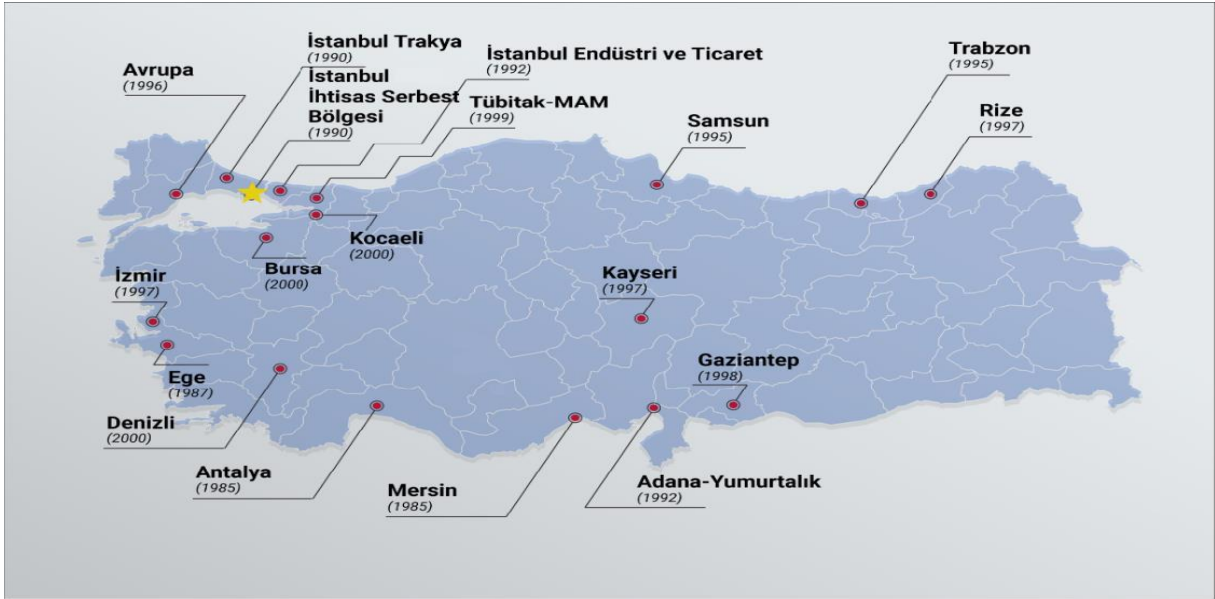 İstanbul Trakya
(1990)
İstanbul
İhtisas Serbest
Bölgesi
(1990)
İstanbul Endüstri ve Ticaret
(1992)
Tübitak-MAM
(1999)
Avrupa
(1996)
Trabzon
(1995)
Rize
(1997)
Samsun
(1995)
Kocaeli
(2000)
Bursa
(2000)
İzmir
(1997)
Kayseri
(1997)
Ege
(1987)
Gaziantep
(1998)
Denizli
(2000)
Antalya
(1985)
Mersin
(1985)
Adana-Yumurtalık
(1992)